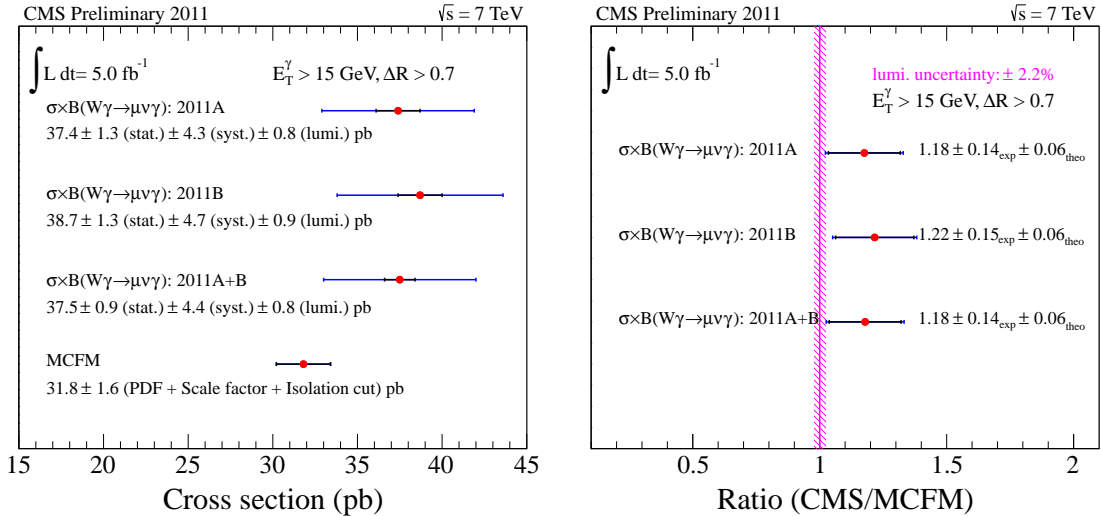 CMS Preliminary 2011 √s = 7 TeV
∫ L dt= 5.0 fb⁻¹ E_T^γ > 15 GeV, ΔR > 0.7
σ×B(Wγ→μνγ): 2011A
37.4 ± 1.3 (stat.) ± 4.3 (syst.) ± 0.8 (lumi.) pb
σ×B(Wγ→μνγ): 2011B
38.7 ± 1.3 (stat.) ± 4.7 (syst.) ± 0.9 (lumi.) pb
σ×B(Wγ→μνγ): 2011A+B
37.5 ± 0.9 (stat.) ± 4.4 (syst.) ± 0.8 (lumi.) pb
MCFM
31.8 ± 1.6 (PDF + Scale factor + Isolation cut) pb
15 20 25 30 35 40 45
Cross section (pb)
CMS Preliminary 2011 √s = 7 TeV
∫ L dt= 5.0 fb⁻¹ lumi. uncertainty: ± 2.2%
E_T^γ > 15 GeV, ΔR > 0.7
σ×B(Wγ→μνγ): 2011A 1.18 ± 0.14_exp ± 0.06_theo
σ×B(Wγ→μνγ): 2011B 1.22 ± 0.15_exp ± 0.06_theo
σ×B(Wγ→μνγ): 2011A+B 1.18 ± 0.14_exp ± 0.06_theo
0.5 1 1.5 2
Ratio (CMS/MCFM)